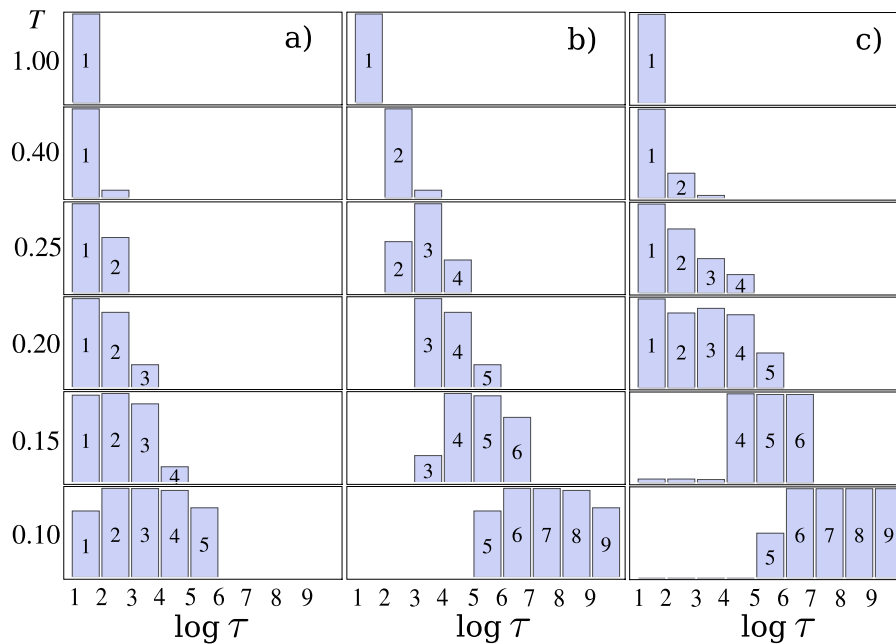 T
a) b) c)
1.00 1 1 1
0.40 1 2 1 2
0.25 1 2 2 3 4 1 2 3 4
0.20 1 2 3 3 4 5 1 2 3 4 5
0.15 1 2 3 4 3 4 5 6 4 5 6
0.10 1 2 3 4 5 5 6 7 8 9 5 6 7 8 9
1 2 3 4 5 6 7 8 9 1 2 3 4 5 6 7 8 9 1 2 3 4 5 6 7 8 9
log τ log τ log τ